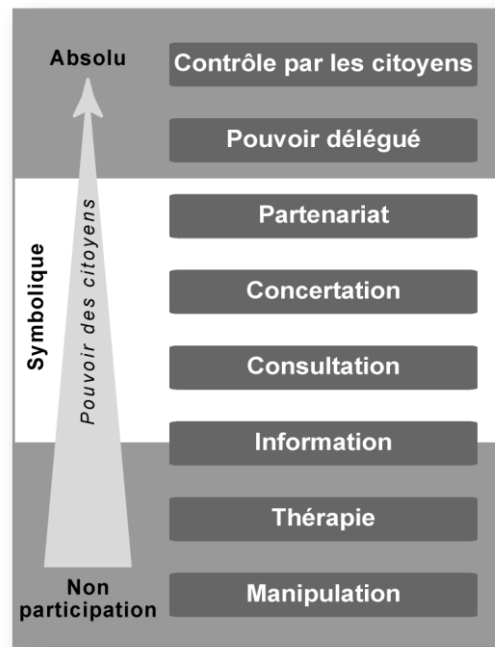 Absolu
Contrôle par les citoyens
Pouvoir délégué
Partenariat
Symbolique
Pouvoir des citoyens
Concertation
Consultation
Information
Thérapie
Non
participation
Manipulation